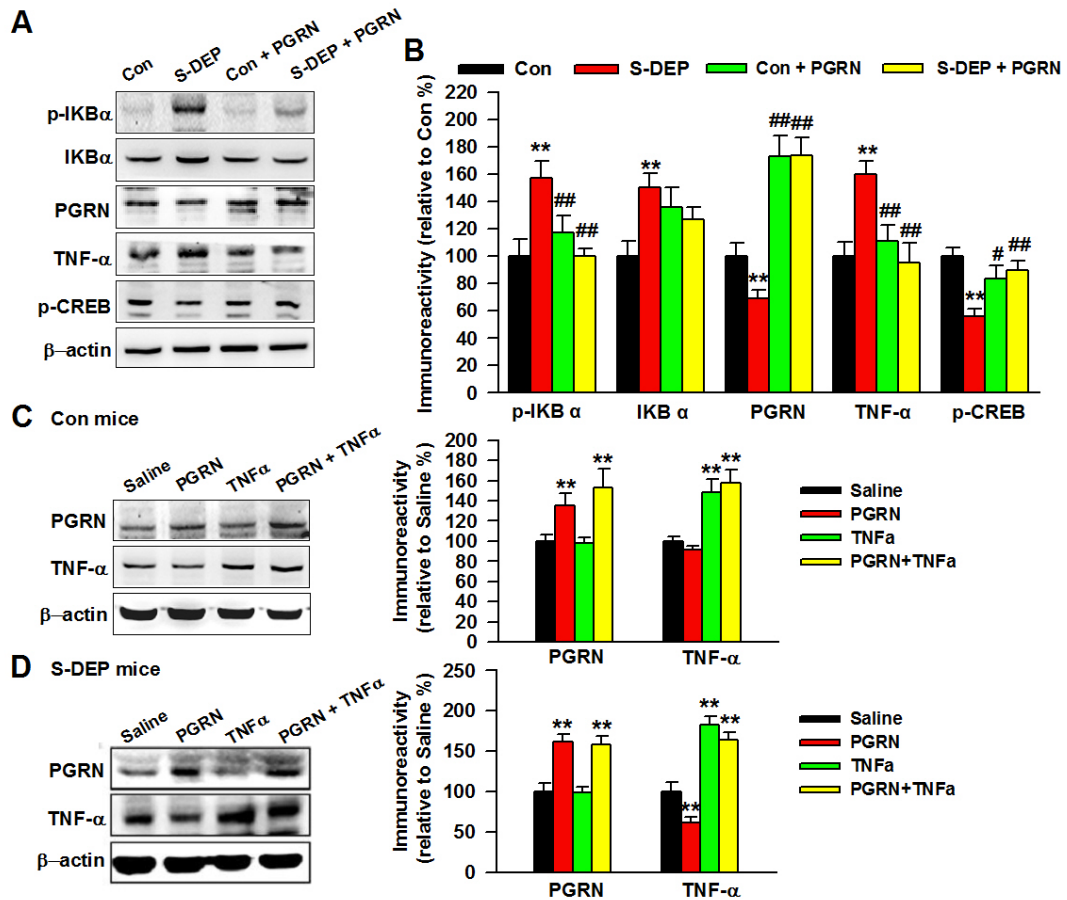 A
Con S-DEP Con + PGRN S-DEP + PGRN
p-IKBα
IKBα
PGRN
TNF-α
p-CREB
β–actin
B
Con S-DEP Con + PGRN S-DEP + PGRN
Immunoreactivity (relative to Con %)
220
200
180
160
140
120
100
80
60
40
20
0
** ## ##
**
** ## ##
** ## ##
** # ##
p-IKB α IKB α PGRN TNF-α p-CREB
C Con mice
Saline PGRN TNFα PGRN + TNFα
PGRN
TNF-α
β–actin
Immunoreactivity
(relative to Saline %)
200
180
160
140
120
100
80
60
40
20
0
** **
** **
PGRN TNF-α
Saline
PGRN
TNFa
PGRN+TNFa
D S-DEP mice
Saline PGRN TNFα PGRN + TNFα
PGRN
TNF-α
β–actin
Immunoreactivity
(relative to Saline %)
250
200
150
100
50
0
** **
** ** **
PGRN TNF-α
Saline
PGRN
TNFa
PGRN+TNFa